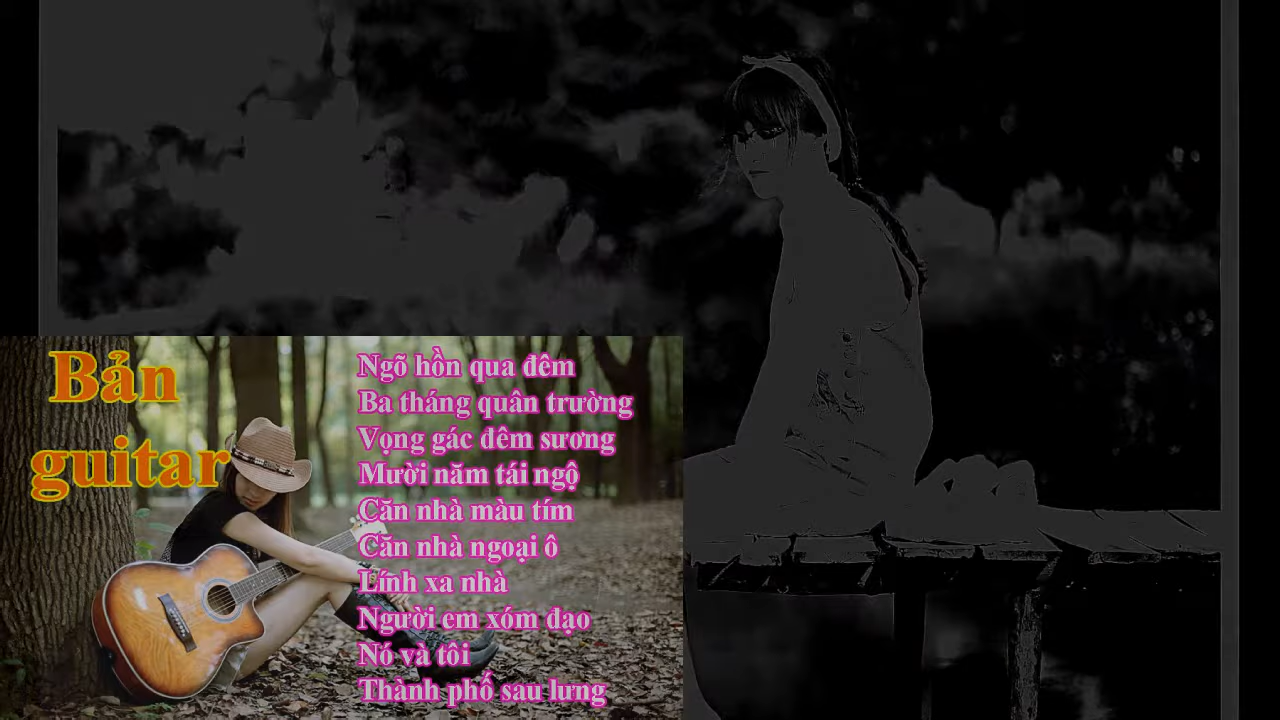 Bản
guitar
Ngõ hồn qua đêm
Ba tháng quân trường
Vọng gác đêm sương
Mười năm tái ngộ
Căn nhà màu tím
Căn nhà ngoại ô
Lính xa nhà
Người em xóm đạo
Nó và tôi
Thành phố sau lưng